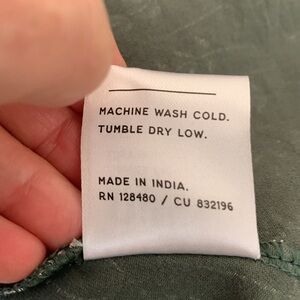 MACHINE WASH COLD.
TUMBLE DRY LOW.
MADE IN INDIA.
RN 128480 / CU 832196